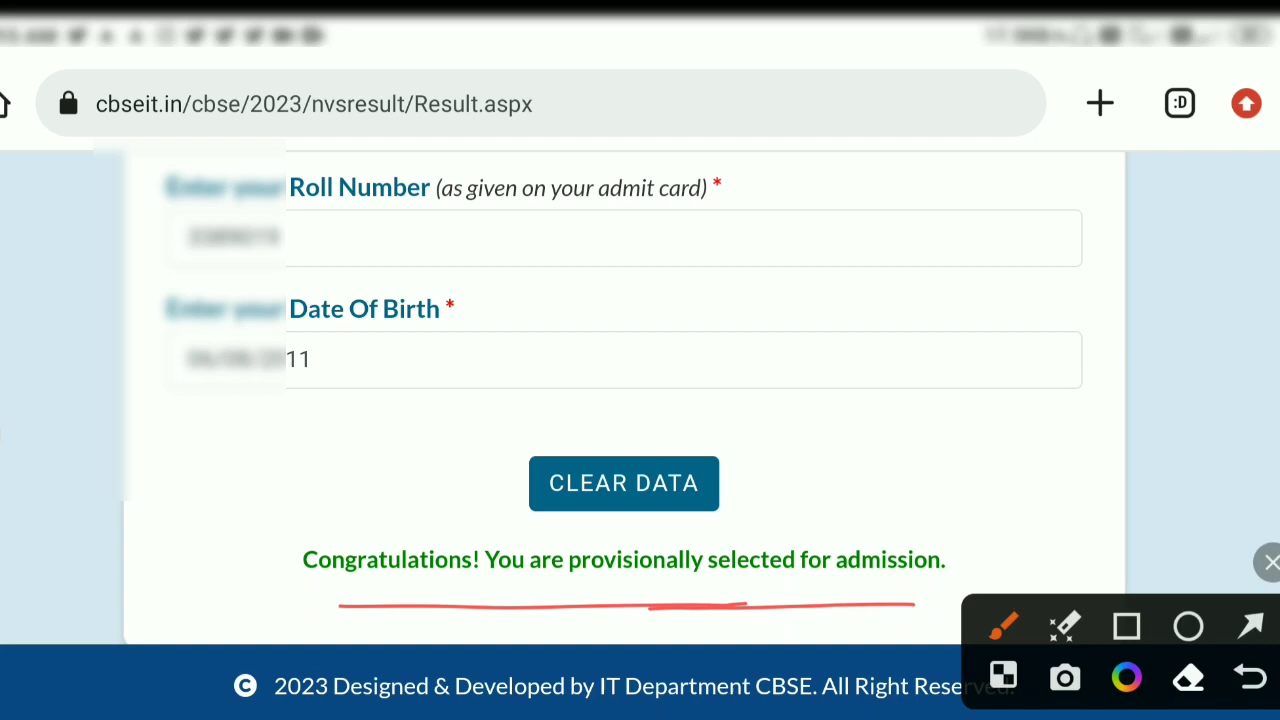 cbseit.in/cbse/2023/nvsresult/Result.aspx
:D
Roll Number (as given on your admit card) *
Date Of Birth *
11
CLEAR DATA
Congratulations! You are provisionally selected for admission.
© 2023 Designed & Developed by IT Department CBSE. All Right Reserved.